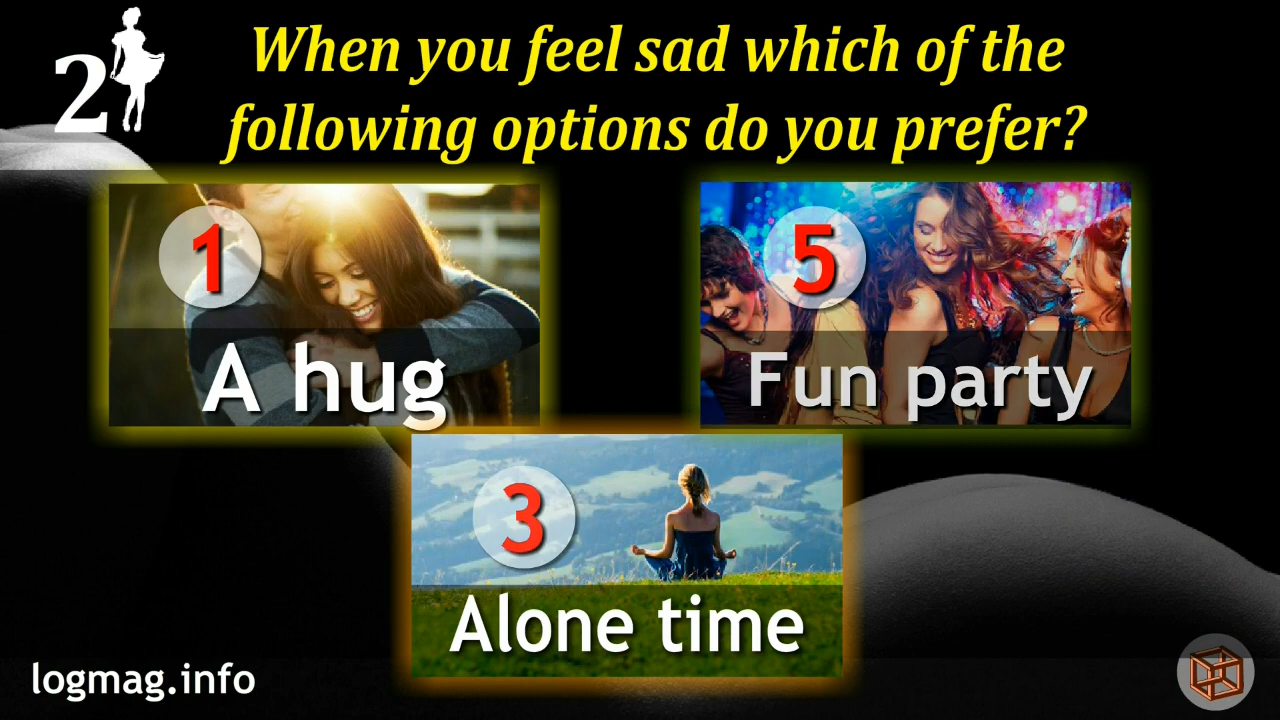 2
When you feel sad which of the
following options do you prefer?
1
A hug
5
Fun party
3
Alone time
logmag.info